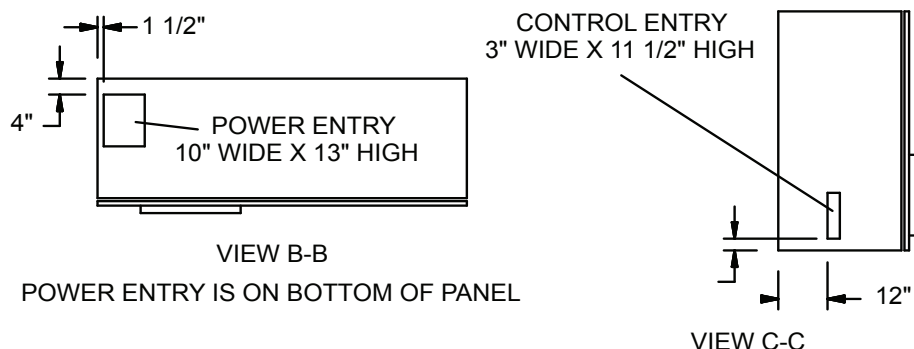 1 1/2"
4"
POWER ENTRY
10" WIDE X 13" HIGH
VIEW B-B
POWER ENTRY IS ON BOTTOM OF PANEL
CONTROL ENTRY
3" WIDE X 11 1/2" HIGH
12"
VIEW C-C